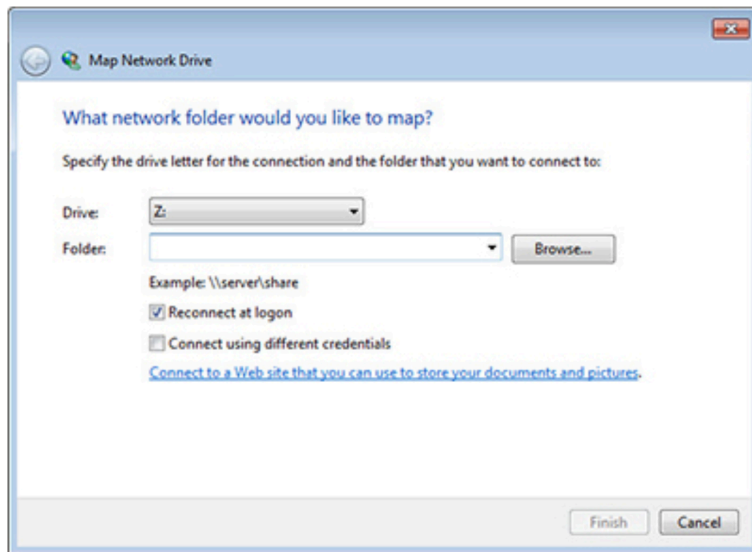 Map Network Drive
What network folder would you like to map?
Specify the drive letter for the connection and the folder that you want to connect to:
Drive: Z:
Folder: Browse...
Example: \\server\share
Reconnect at logon
Connect using different credentials
Connect to a Web site that you can use to store your documents and pictures.
Finish Cancel